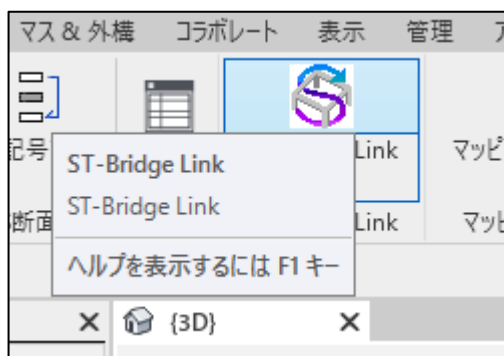 マス & 外構 コラボレート 表示 管理
記号 Link マッピ
ST-Bridge Link
ST-Bridge Link
断面 Link マッピ
ヘルプを表示するには F1 キー
{3D}